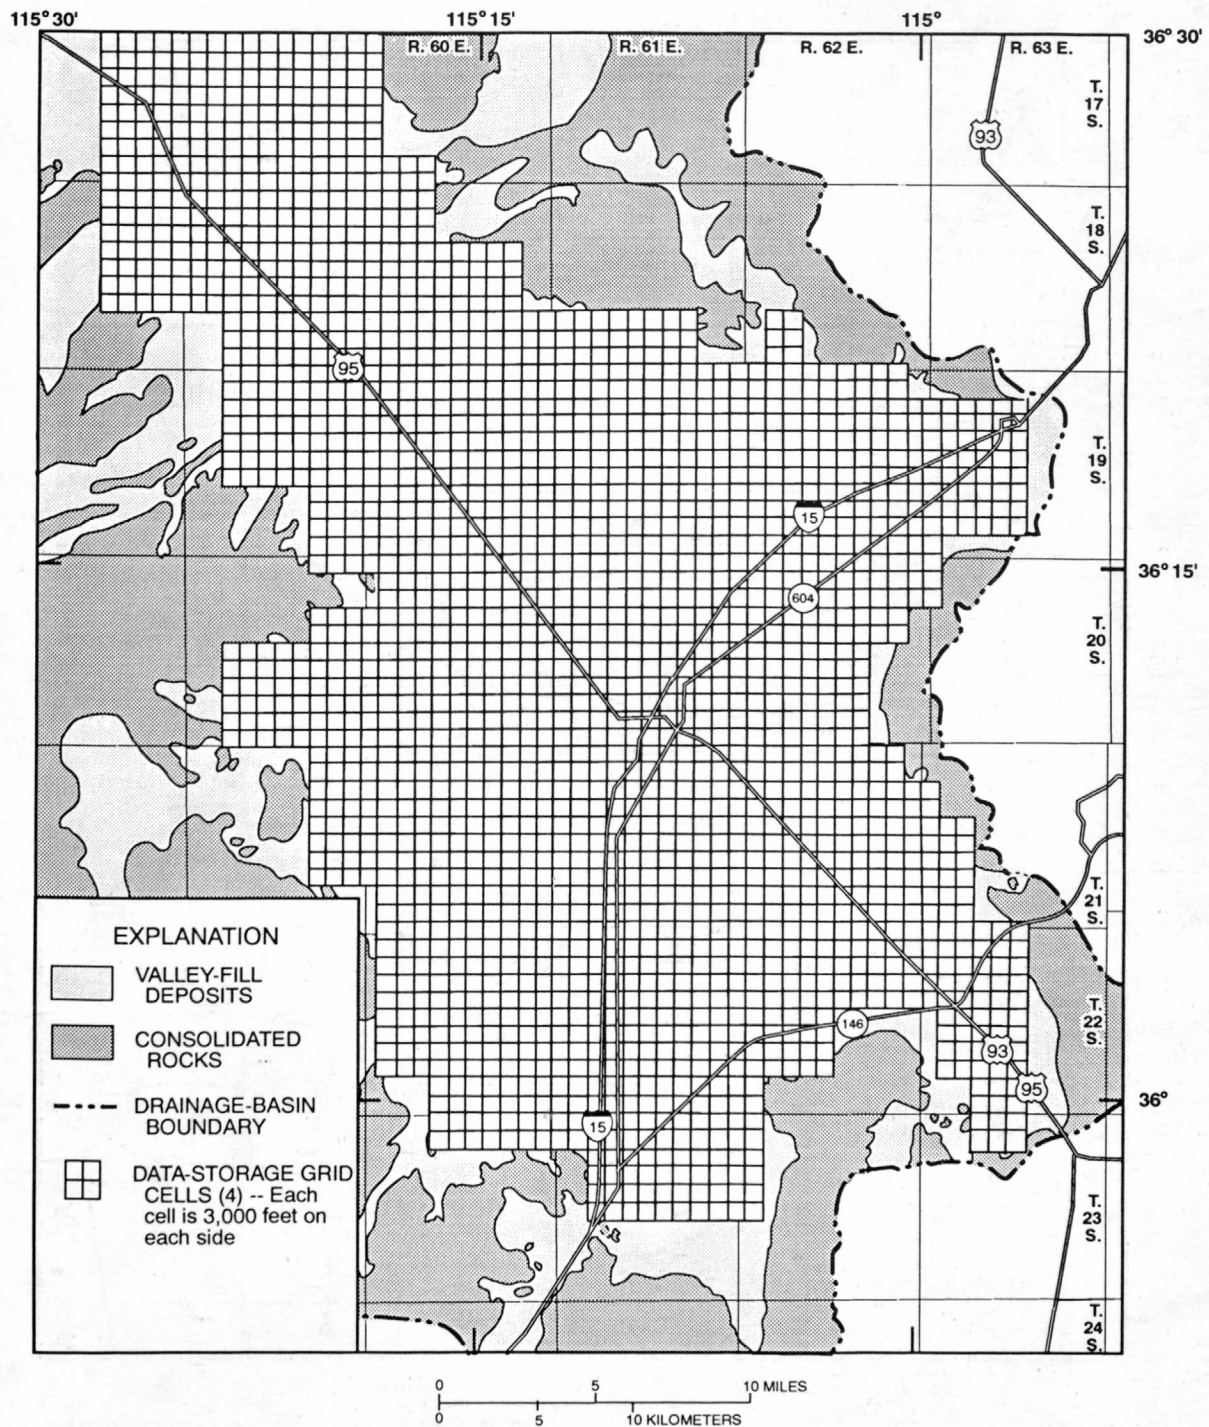 115° 30' 115° 15' 115°
36° 30'
R. 60 E. R. 61 E. R. 62 E. R. 63 E.
T.
17
S.
93
T.
18
S.
95
T.
19
S.
15
36° 15'
604
T.
20
S.
T.
21
S.
EXPLANATION
VALLEY-FILL
DEPOSITS
CONSOLIDATED
ROCKS
DRAINAGE-BASIN
BOUNDARY
DATA-STORAGE GRID
CELLS (4) -- Each
cell is 3,000 feet on
each side
T.
22
S.
146
93
95
36°
15
T.
23
S.
T.
24
S.
0 5 10 MILES
0 5 10 KILOMETERS